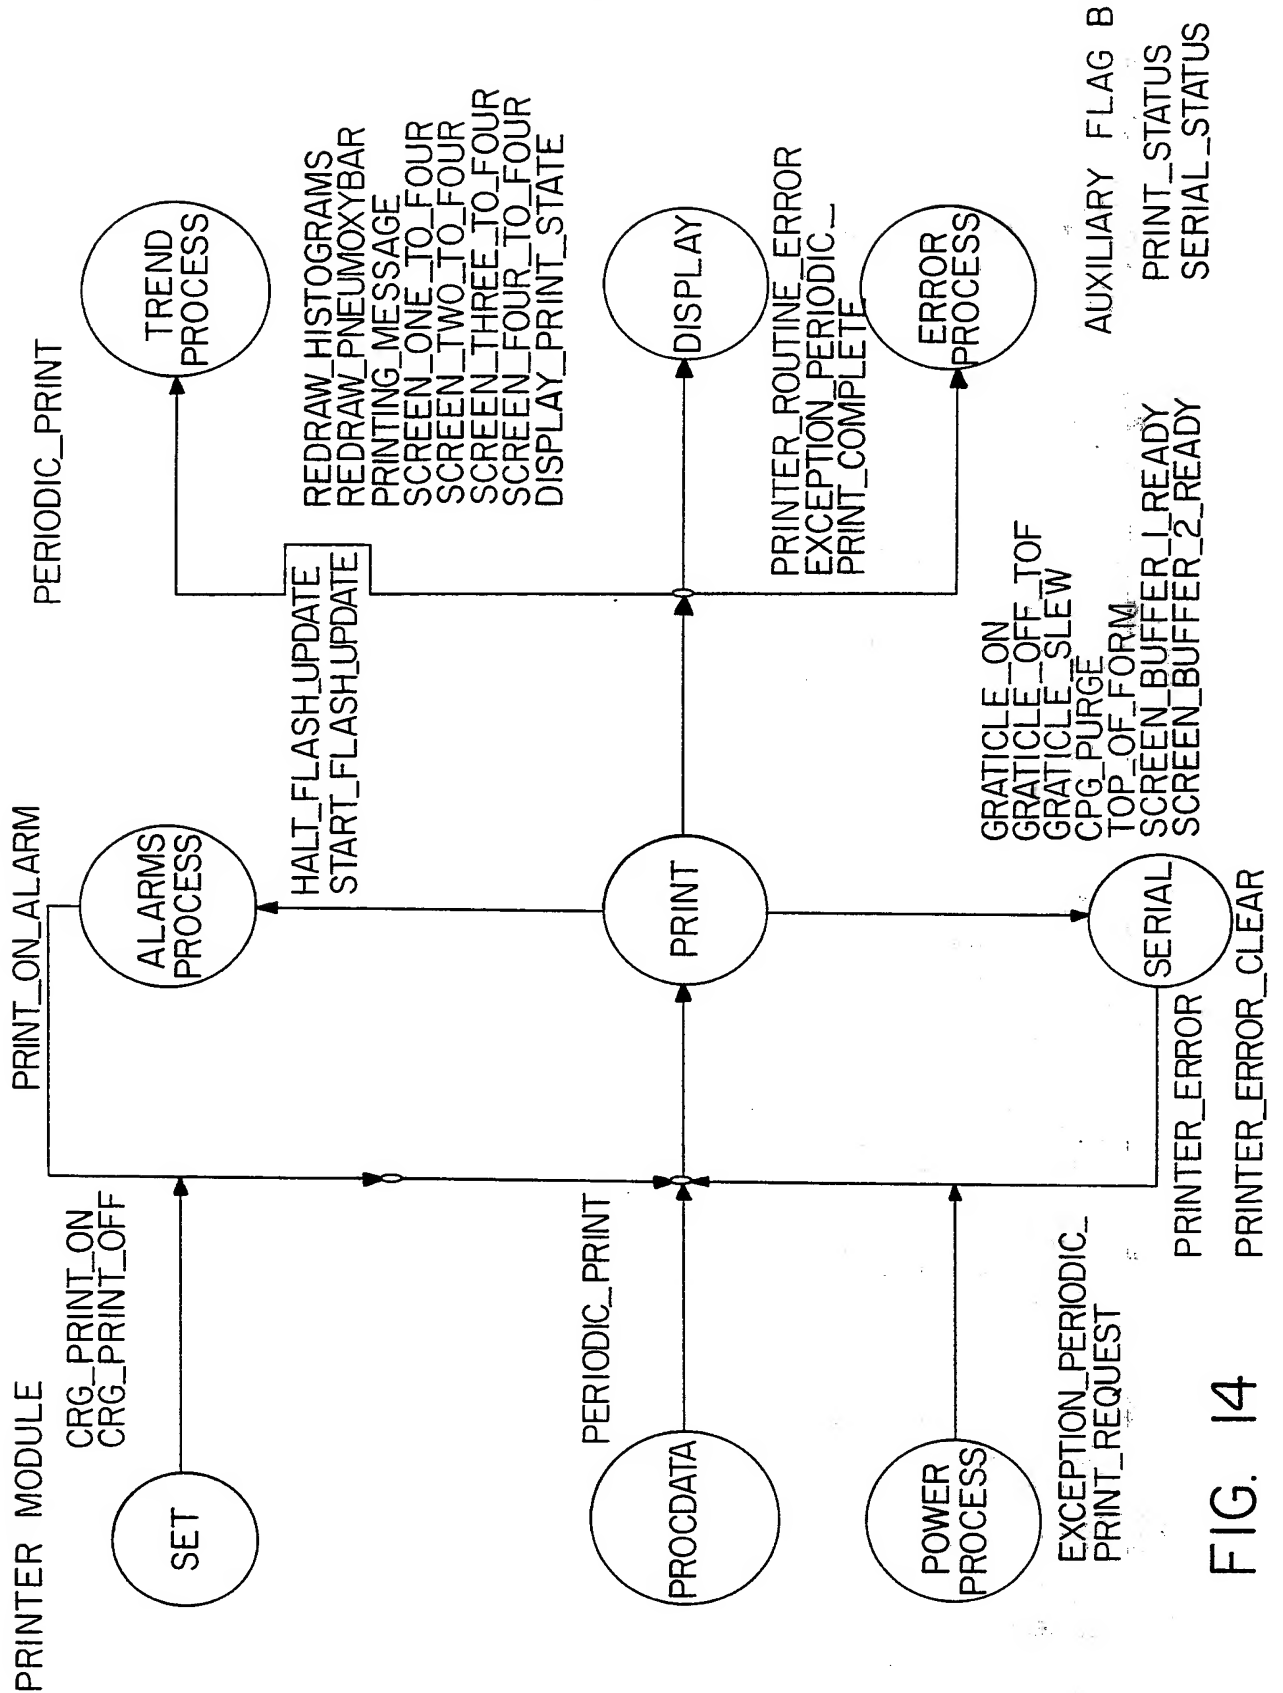 PRINTER MODULE
CRG_PRINT_ON
CRG_PRINT_OFF
SET
PRINT_ON_ALARM
ALARMS
PROCESS
HALT_FLASH_UPDATE
START_FLASH_UPDATE
PERIODIC_PRINT
TREND
PROCESS
REDRAW_HISTOGRAMS
REDRAW_PNEUMOXYBAR
PRINTING_MESSAGE
SCREEN_ONE_TO_FOUR
SCREEN_TWO_TO_FOUR
SCREEN_THREE_TO_FOUR
SCREEN_FOUR_TO_FOUR
DISPLAY_PRINT_STATE
PERIODIC_PRINT
PROCDATA
PRINT
DISPLAY
PRINTER_ROUTINE_ERROR
EXCEPTION_PERIODIC_
PRINT_COMPLETE
POWER
PROCESS
EXCEPTION_PERIODIC_
PRINT_REQUEST
ERROR
PROCESS
GRATICLE_ON
GRATICLE_OFF_TOF
GRATICLE_SLEW
CPG_PURGE
TOP_OF_FORM
SCREEN_BUFFER_1_READY
SCREEN_BUFFER_2_READY
SERIAL
PRINTER_ERROR
PRINTER_ERROR_CLEAR
AUXILIARY FLAG B
PRINT_STATUS
SERIAL_STATUS
FIG. 14